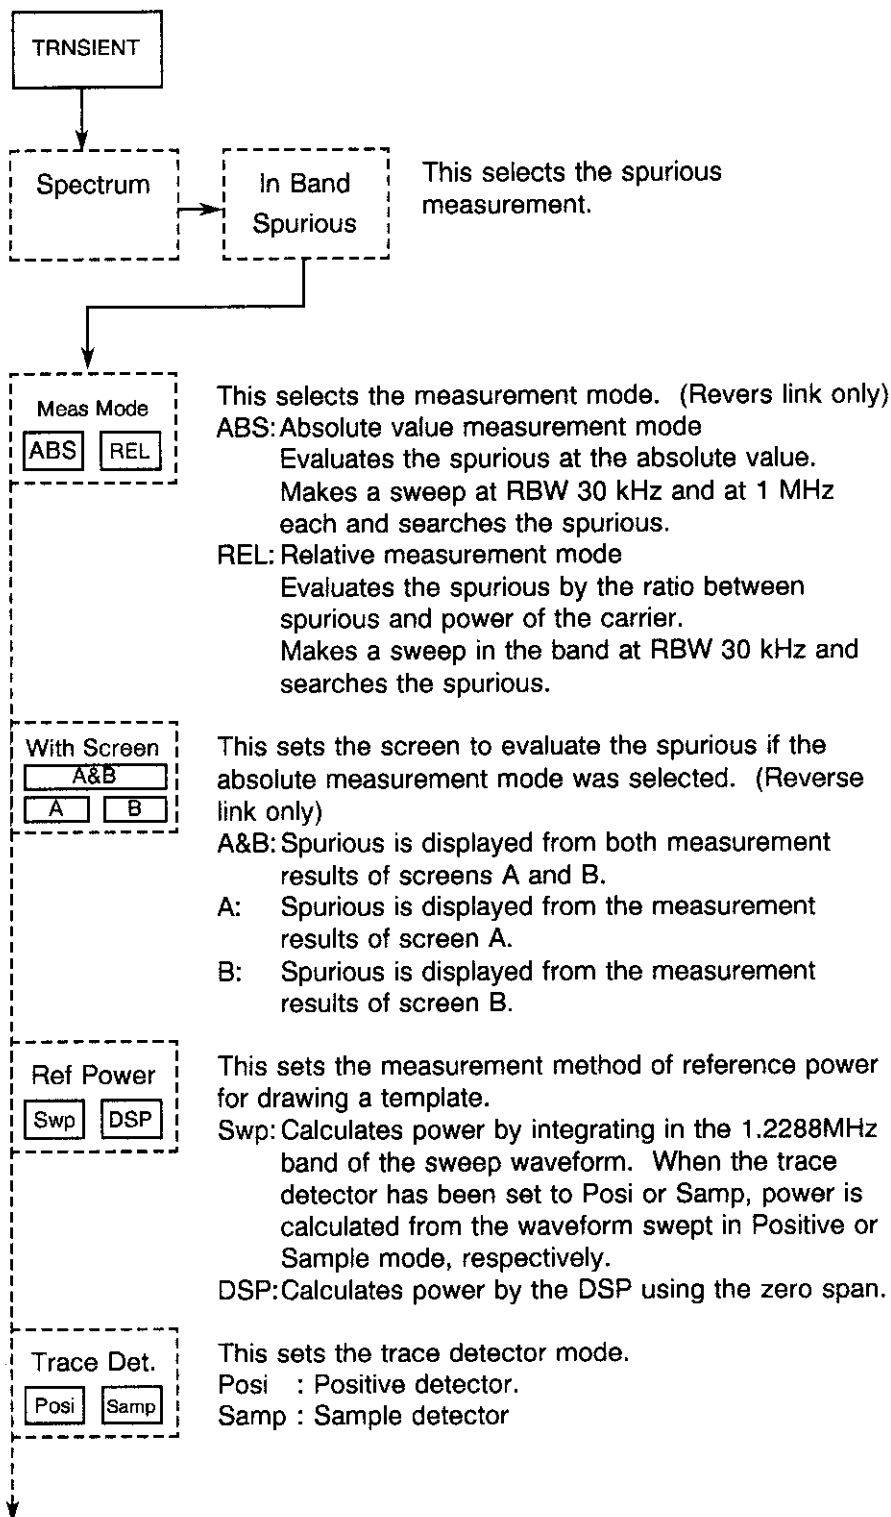 TRNSIENT
Spectrum
In Band
Spurious
This selects the spurious
measurement.
Meas Mode
ABS REL
This selects the measurement mode. (Revers link only)
ABS: Absolute value measurement mode
Evaluates the spurious at the absolute value.
Makes a sweep at RBW 30 kHz and at 1 MHz
each and searches the spurious.
REL: Relative measurement mode
Evaluates the spurious by the ratio between
spurious and power of the carrier.
Makes a sweep in the band at RBW 30 kHz and
searches the spurious.
With Screen
A&B
A B
This sets the screen to evaluate the spurious if the
absolute measurement mode was selected. (Reverse
link only)
A&B: Spurious is displayed from both measurement
results of screens A and B.
A: Spurious is displayed from the measurement
results of screen A.
B: Spurious is displayed from the measurement
results of screen B.
Ref Power
Swp DSP
This sets the measurement method of reference power
for drawing a template.
Swp: Calculates power by integrating in the 1.2288MHz
band of the sweep waveform. When the trace
detector has been set to Posi or Samp, power is
calculated from the waveform swept in Positive or
Sample mode, respectively.
DSP: Calculates power by the DSP using the zero span.
Trace Det.
Posi Samp
This sets the trace detector mode.
Posi : Positive detector.
Samp : Sample detector